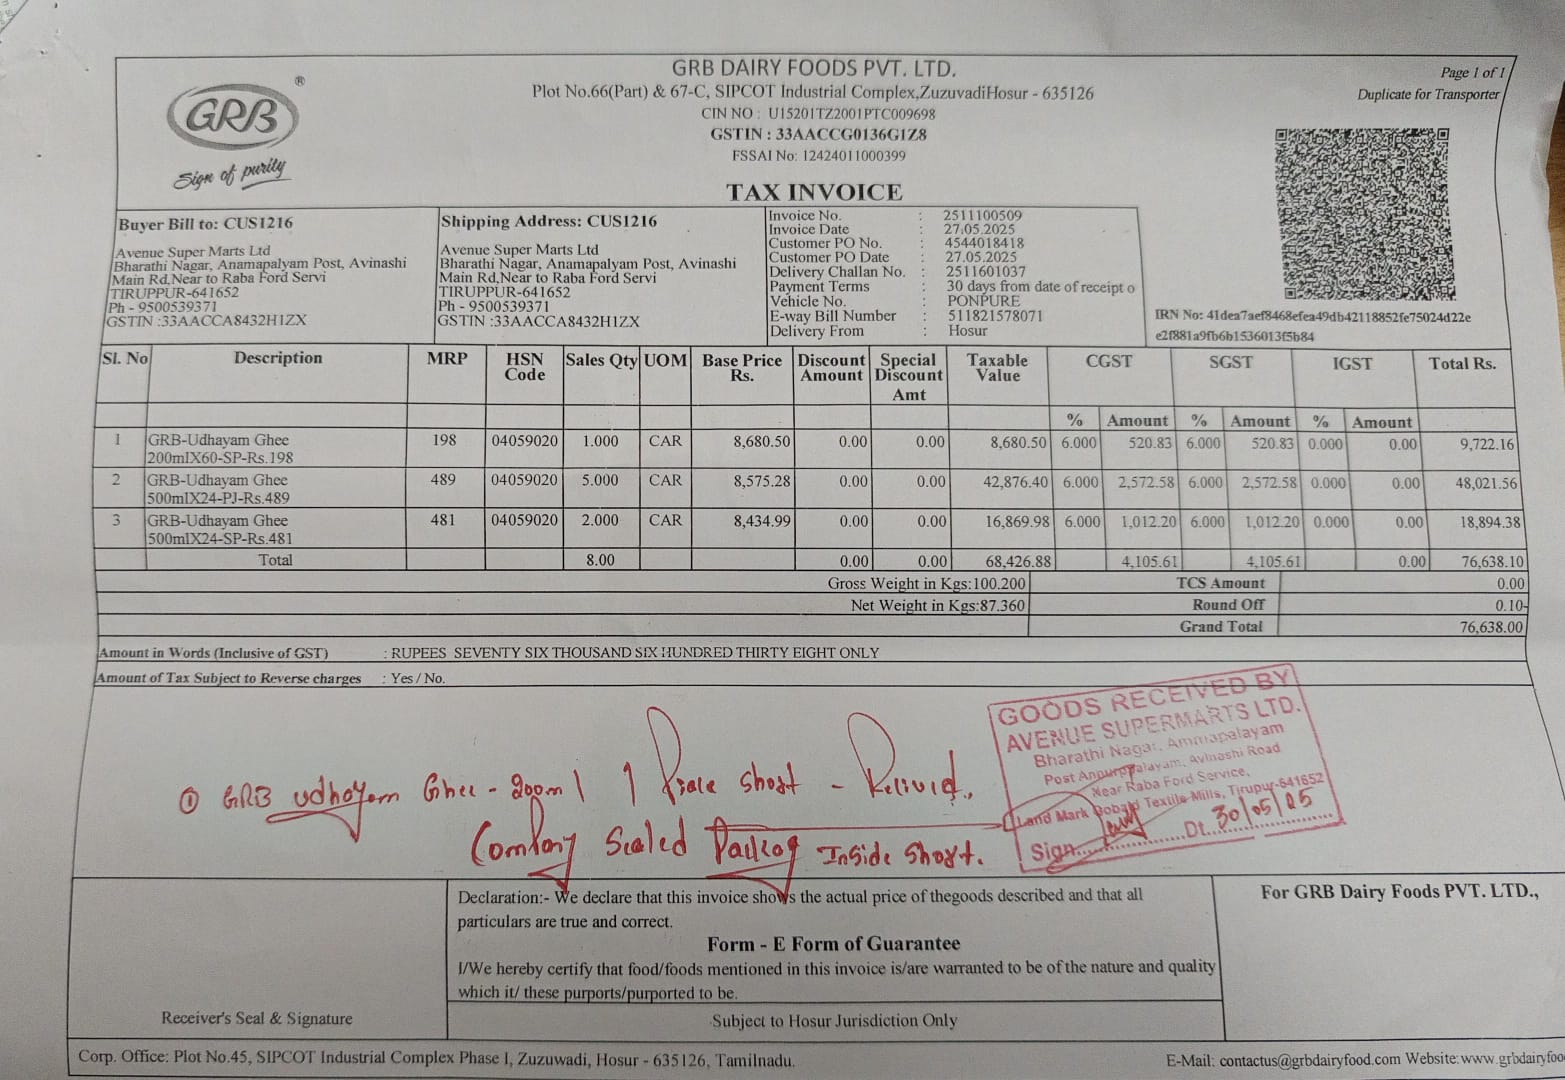 GRB DAIRY FOODS PVT. LTD.
Page 1 of 1
Plot No.66(Part) & 67-C, SIPCOT Industrial Complex,ZuzuvadiHosur - 635126
Duplicate for Transporter
CIN NO : U15201TZ2001PTC009698
GSTIN : 33AACCG0136G1Z8
FSSAI No: 12424011000399
GRB ®
Sign of purity
TAX INVOICE
Buyer Bill to: CUS1216
Avenue Super Marts Ltd
Bharathi Nagar, Anamapalyam Post, Avinashi
Main Rd,Near to Raba Ford Servi
TIRUPPUR-641652
Ph - 9500539371
GSTIN :33AACCA8432H1ZX
Shipping Address: CUS1216
Avenue Super Marts Ltd
Bharathi Nagar, Anamapalyam Post, Avinashi
Main Rd,Near to Raba Ford Servi
TIRUPPUR-641652
Ph - 9500539371
GSTIN :33AACCA8432H1ZX
Invoice No. : 2511100509
Invoice Date : 27.05.2025
Customer PO No. : 4544018418
Customer PO Date : 27.05.2025
Delivery Challan No. : 2511601037
Payment Terms : 30 days from date of receipt o
Vehicle No. : PONPURE
E-way Bill Number : 511821578071
Delivery From : Hosur
IRN No: 41dea7aef8468efea49db42118852fe75024d22e
e2f881a9fb6b1536013f5b84
Sl. No Description MRP HSN Code Sales Qty UOM Base Price Rs. Discount Amount Special Discount Amt Taxable Value CGST SGST IGST Total Rs.
% Amount % Amount % Amount
1 GRB-Udhayam Ghee 198 04059020 1.000 CAR 8,680.50 0.00 0.00 8,680.50 6.000 520.83 6.000 520.83 0.000 0.00 9,722.16
200mlX60-SP-Rs.198
2 GRB-Udhayam Ghee 489 04059020 5.000 CAR 8,575.28 0.00 0.00 42,876.40 6.000 2,572.58 6.000 2,572.58 0.000 0.00 48,021.56
500mlX24-PJ-Rs.489
3 GRB-Udhayam Ghee 481 04059020 2.000 CAR 8,434.99 0.00 0.00 16,869.98 6.000 1,012.20 6.000 1,012.20 0.000 0.00 18,894.38
500mlX24-SP-Rs.481
Total 8.00 0.00 0.00 68,426.88 4,105.61 4,105.61 0.00 76,638.10
Gross Weight in Kgs:100.200 TCS Amount 0.00
Net Weight in Kgs:87.360 Round Off 0.10-
Grand Total 76,638.00
Amount in Words (Inclusive of GST) : RUPEES SEVENTY SIX THOUSAND SIX HUNDRED THIRTY EIGHT ONLY
Amount of Tax Subject to Reverse charges : Yes / No.
① GRB udhayam Ghee - 200ml 1 short -
Company Sealed Inside short.
GOODS RECEIVED BY
AVENUE SUPERMARTS LTD.
Bharathi Nagar, Ammapalayam
Post Avinashi Road
Near Raba Ford Service,
Land Mark Textile Mills, Tirupur-641652
Sign............Dt. 30/05/25
Declaration:- We declare that this invoice shows the actual price of thegoods described and that all
particulars are true and correct.
Form - E Form of Guarantee
I/We hereby certify that food/foods mentioned in this invoice is/are warranted to be of the nature and quality
which it/ these purports/purported to be.
Subject to Hosur Jurisdiction Only
Receiver's Seal & Signature
For GRB Dairy Foods PVT. LTD.,
Corp. Office: Plot No.45, SIPCOT Industrial Complex Phase I, Zuzuwadi, Hosur - 635126, Tamilnadu.
E-Mail: contactus@grbdairyfood.com Website: www.grbdairyfoo